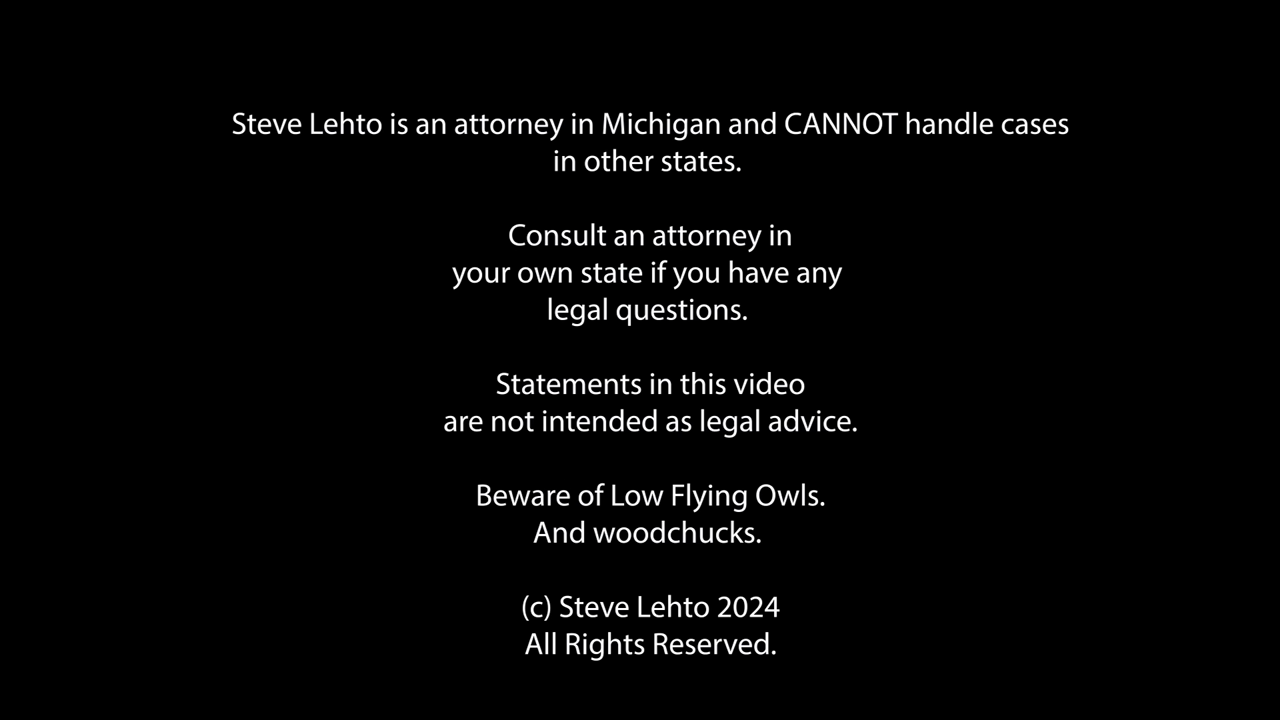 Steve Lehto is an attorney in Michigan and CANNOT handle cases
in other states.
Consult an attorney in
your own state if you have any
legal questions.
Statements in this video
are not intended as legal advice.
Beware of Low Flying Owls.
And woodchucks.
(c) Steve Lehto 2024
All Rights Reserved.